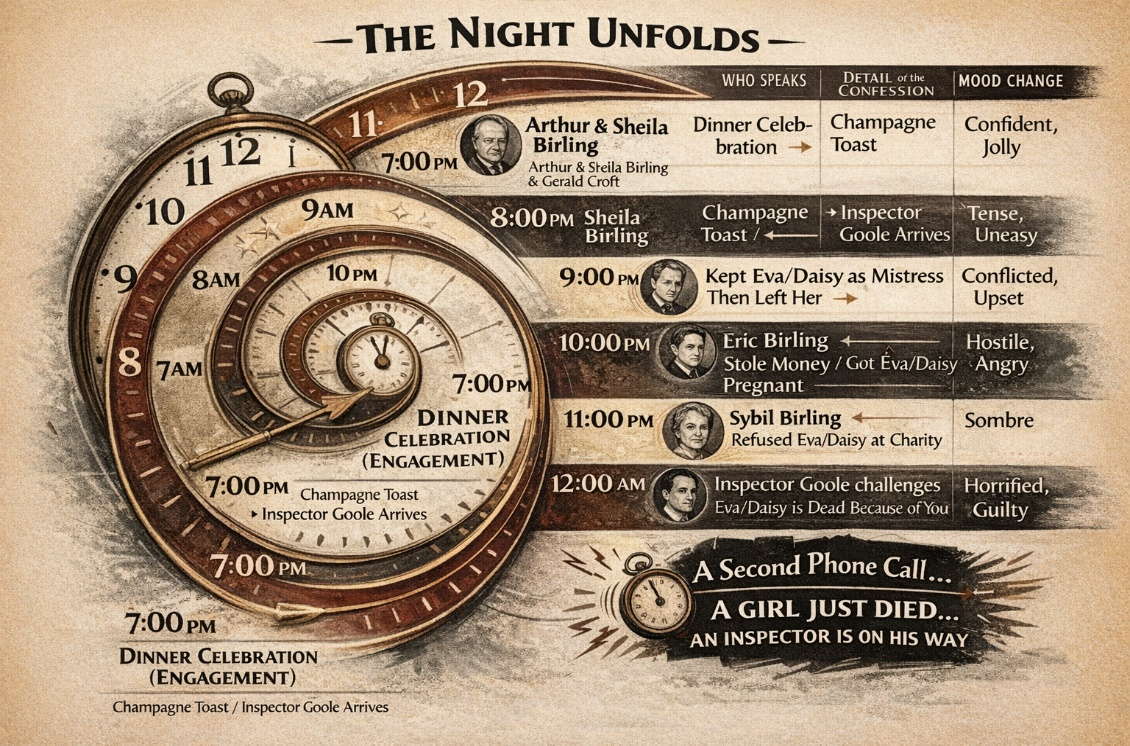 THE NIGHT UNFOLDS
WHO SPEAKS
DETAIL of the
CONFESSION
MOOD CHANGE
12
11
7:00 PM
Arthur & Sheila
Birling
Arthur & Sheila Birling
& Gerald Croft
Dinner Celeb-
bration →
Champagne
Toast
Confident,
Jolly
8:00 PM
Sheila
Birling
Champagne
Toast / ←
→ Inspector
Goole Arrives
Tense,
Uneasy
9:00 PM
Kept Eva/Daisy as Mistress
Then Left Her →
Conflicted,
Upset
10:00 PM
Eric Birling ←
Stole Money / Got Eva/Daisy
Pregnant
Hostile,
Angry
11:00 PM
Sybil Birling ←
Refused Eva/Daisy at Charity
Sombre
12:00 AM
Inspector Goole challenges
Eva/Daisy is Dead Because of You
Horrified,
Guilty
11 12 1
10
9
8
9AM
8AM
10 PM
7AM
7:00 PM
DINNER
CELEBRATION
(ENGAGEMENT)
7:00 PM
Champagne Toast
▸ Inspector Goole Arrives
7:00 PM
7:00 PM
DINNER CELEBRATION
(ENGAGEMENT)
Champagne Toast / Inspector Goole Arrives
A Second Phone Call...
A GIRL JUST DIED...
AN INSPECTOR IS ON HIS WAY